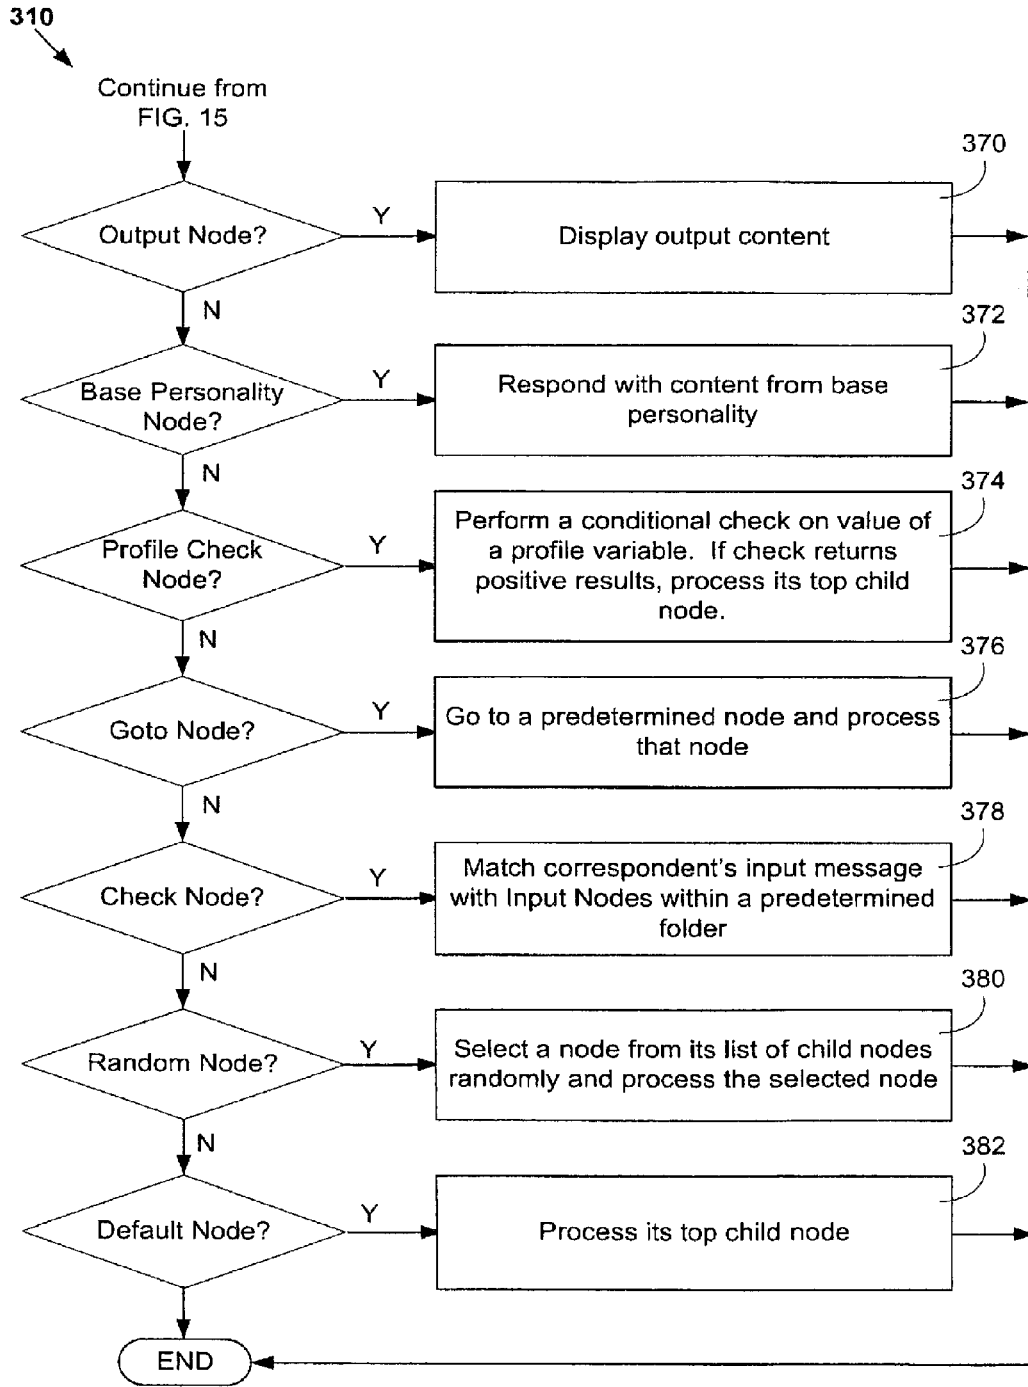 310
Continue from
FIG. 15
370
Output Node?
Y
Display output content
N
372
Base Personality
Node?
Y
Respond with content from base
personality
N
374
Profile Check
Node?
Y
Perform a conditional check on value of
a profile variable.  If check returns
positive results, process its top child
node.
N
376
Goto Node?
Y
Go to a predetermined node and process
that node
N
378
Check Node?
Y
Match correspondent's input message
with Input Nodes within a predetermined
folder
N
380
Random Node?
Y
Select a node from its list of child nodes
randomly and process the selected node
N
382
Default Node?
Y
Process its top child node
END